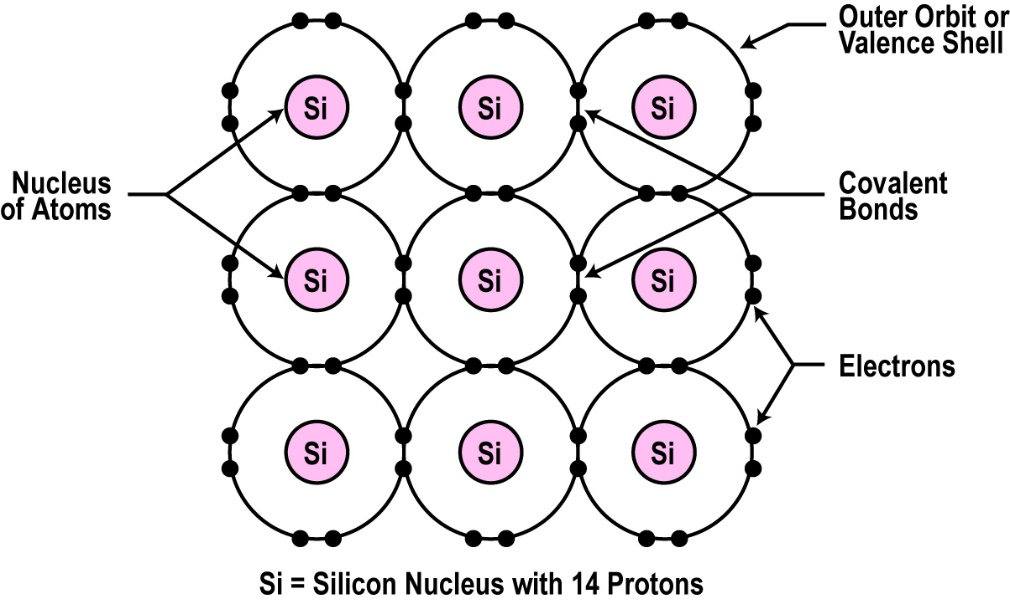 Outer Orbit or
Valence Shell
Si Si Si
Nucleus
of Atoms
Covalent
Bonds
Si Si Si
Electrons
Si Si Si
Si = Silicon Nucleus with 14 Protons